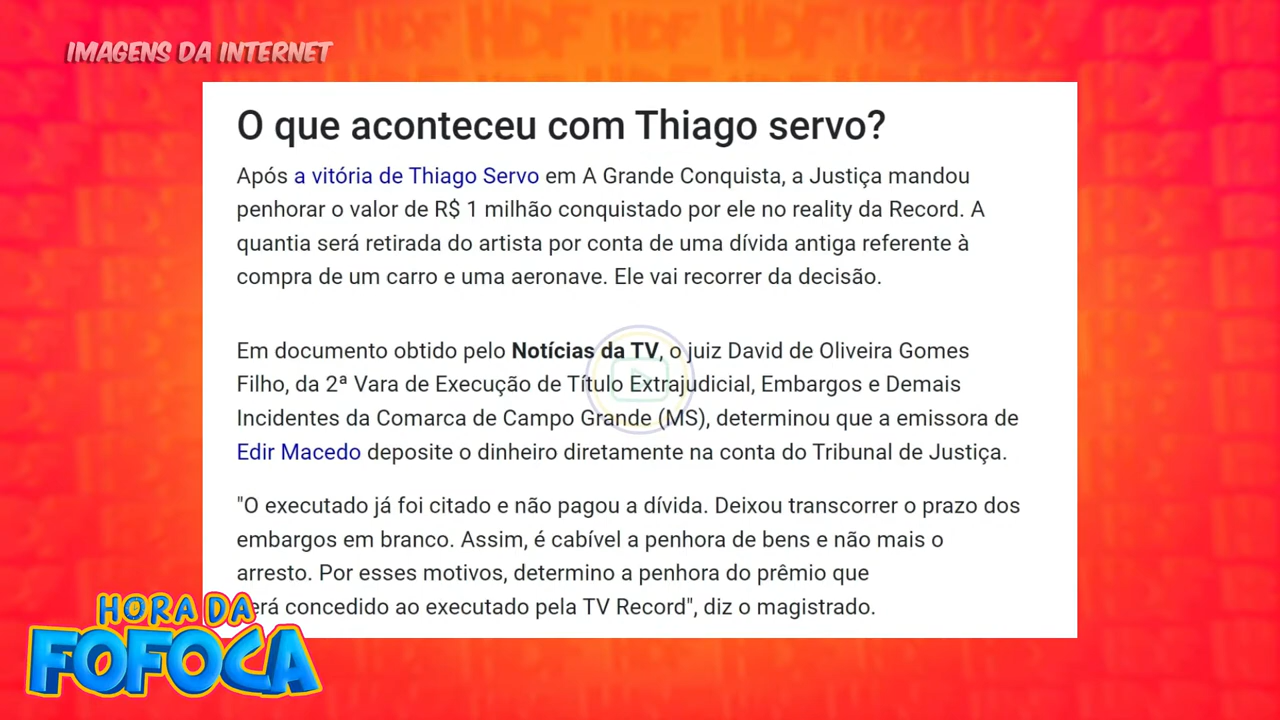 IMAGENS DA INTERNET
O que aconteceu com Thiago servo?
Após a vitória de Thiago Servo em A Grande Conquista, a Justiça mandou
penhorar o valor de R$ 1 milhão conquistado por ele no reality da Record. A
quantia será retirada do artista por conta de uma dívida antiga referente à
compra de um carro e uma aeronave. Ele vai recorrer da decisão.
Em documento obtido pelo Notícias da TV, o juiz David de Oliveira Gomes
Filho, da 2ª Vara de Execução de Título Extrajudicial, Embargos e Demais
Incidentes da Comarca de Campo Grande (MS), determinou que a emissora de
Edir Macedo deposite o dinheiro diretamente na conta do Tribunal de Justiça.
"O executado já foi citado e não pagou a dívida. Deixou transcorrer o prazo dos
embargos em branco. Assim, é cabível a penhora de bens e não mais o
arresto. Por esses motivos, determino a penhora do prêmio que
erá concedido ao executado pela TV Record", diz o magistrado.
HORA DA
FOFOCA